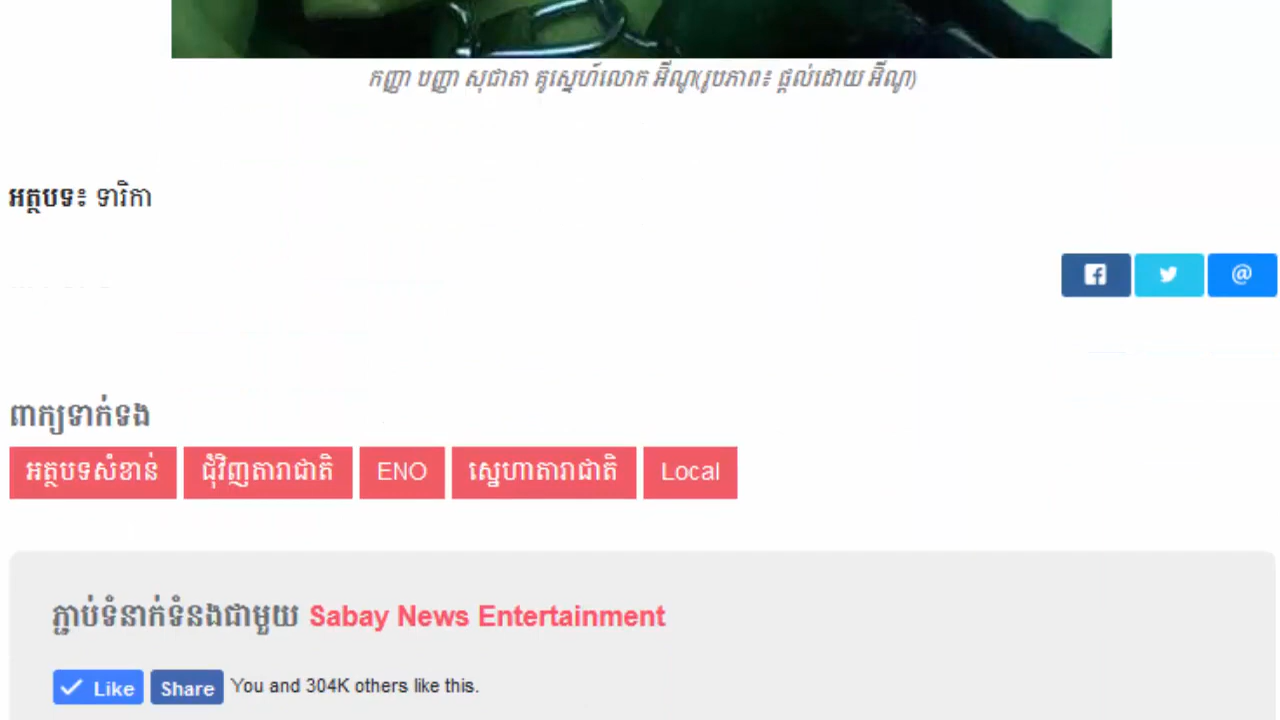 កញ្ញា បញ្ញា សុជាតា គូស្នេហ៍លោក អ៊ីណូ(រូបភាព៖ ផ្ដល់ដោយ អ៊ីណូ)
អត្ថបទ៖ ទារិកា
ពាក្យទាក់ទង
អត្ថបទសំខាន់ ជុំវិញតារាជាតិ ENO ស្នេហាតារាជាតិ Local
ភ្ជាប់ទំនាក់ទំនងជាមួយ Sabay News Entertainment
Like Share You and 304K others like this.